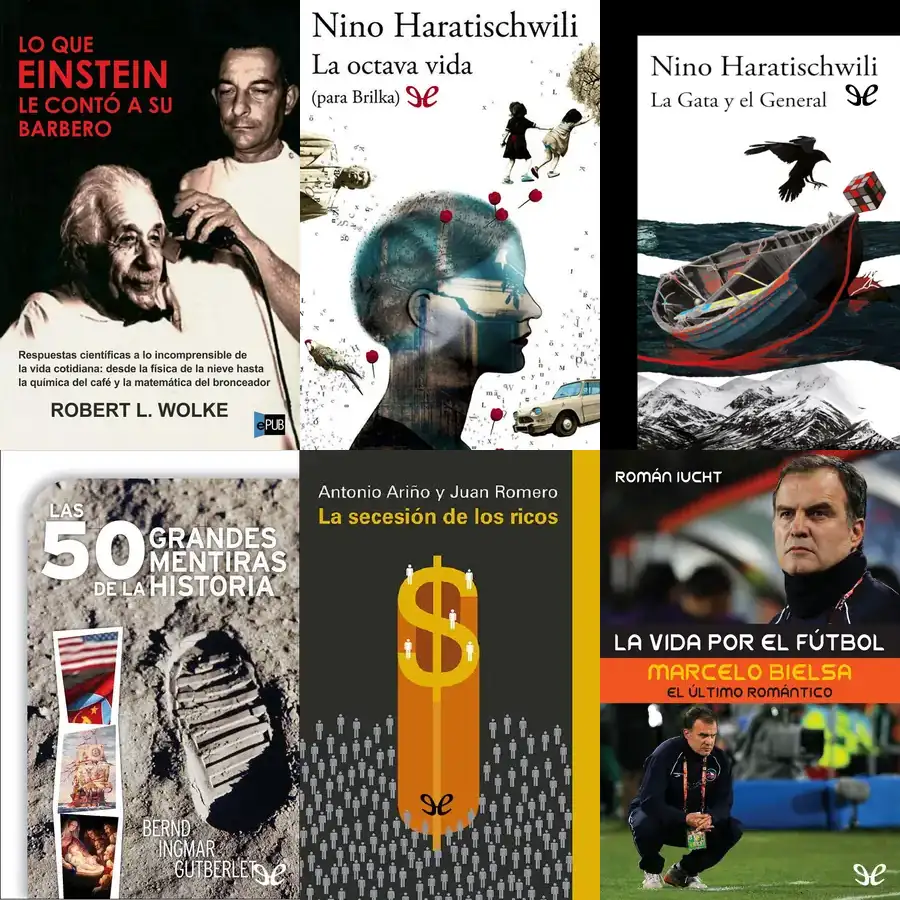 LO QUE
EINSTEIN
LE CONTÓ A SU
BARBERO
Respuestas científicas a lo incomprensible de
la vida cotidiana: desde la física de la nieve hasta
la química del café y la matemática del bronceador
ROBERT L. WOLKE
ePUB
Nino Haratischwili
La octava vida
(para Brilka)
Nino Haratischwili
La Gata y el General
LAS
50 GRANDES
MENTIRAS
DE LA HISTORIA
BERND
INGMAR
GUTBERLET
Antonio Ariño y Juan Romero
La secesión de los ricos
$
ROMÁN IUCHT
LA VIDA POR EL FÚTBOL
MARCELO BIELSA
EL ÚLTIMO ROMÁNTICO